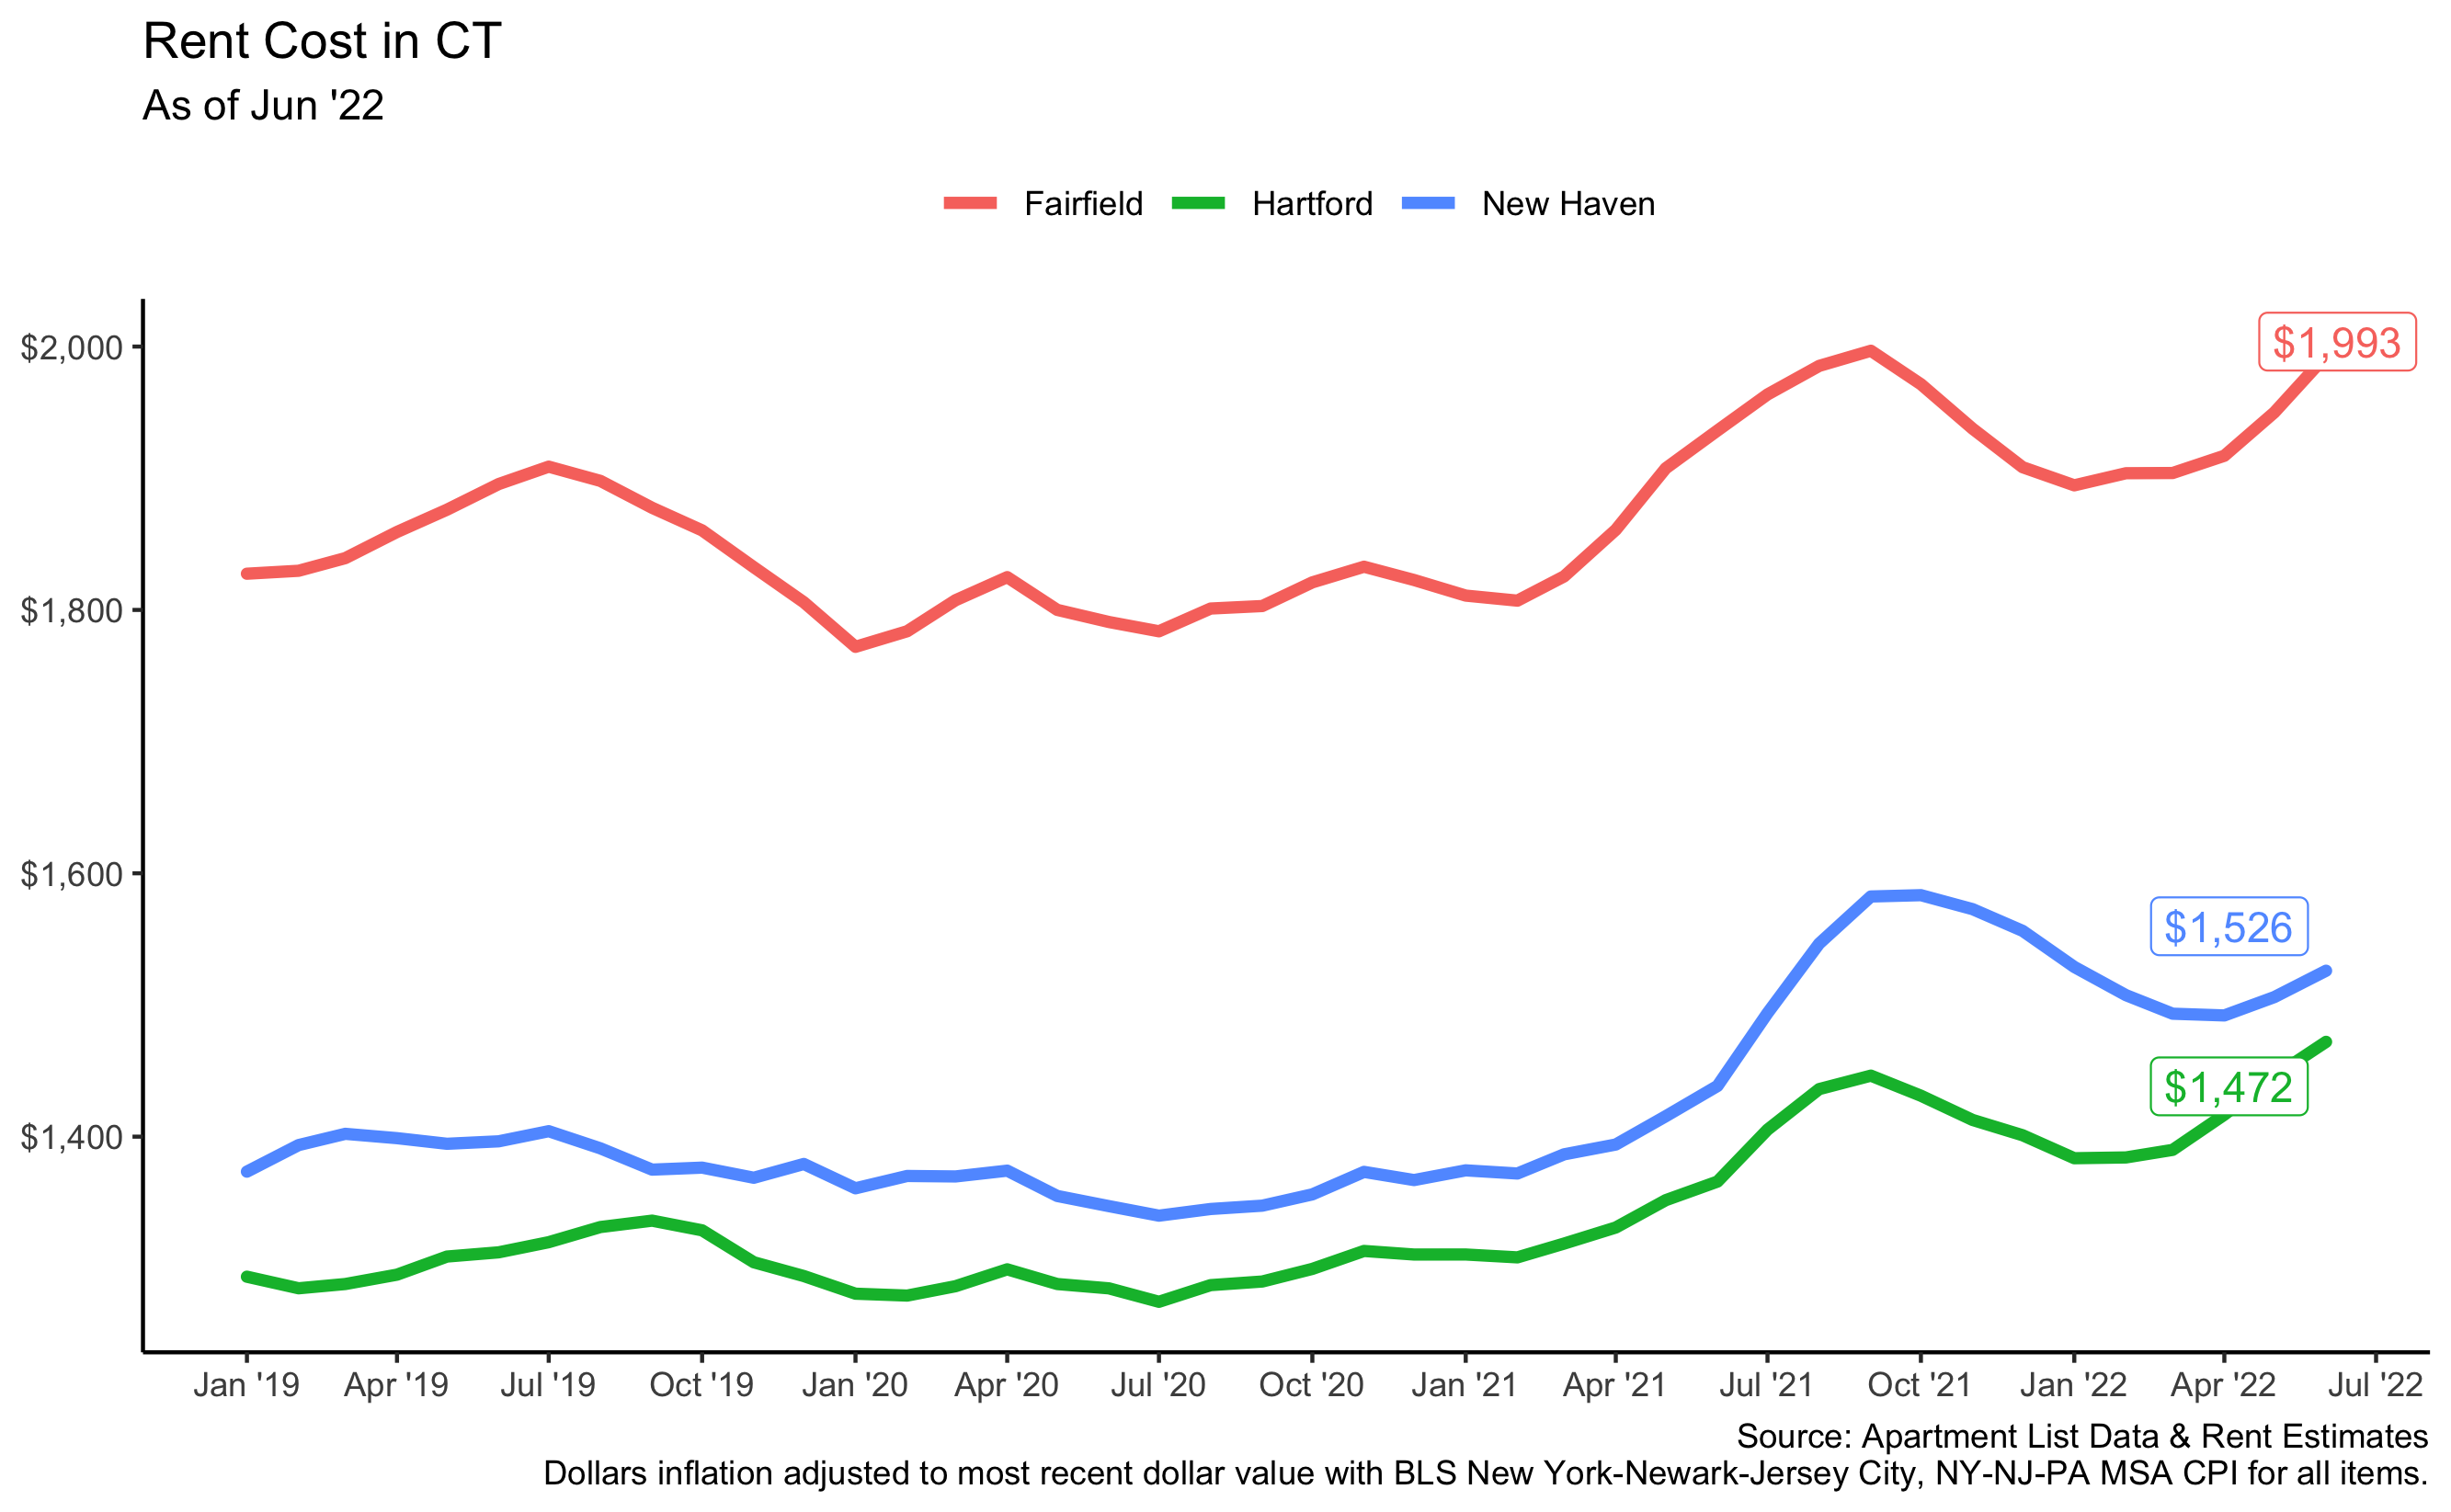 Rent Cost in CT
As of Jun '22
Fairfield Hartford New Haven
$2,000
$1,800
$1,600
$1,400
$1,993
$1,526
$1,472
Jan '19 Apr '19 Jul '19 Oct '19 Jan '20 Apr '20 Jul '20 Oct '20 Jan '21 Apr '21 Jul '21 Oct '21 Jan '22 Apr '22 Jul '22
Source: Apartment List Data & Rent Estimates
Dollars inflation adjusted to most recent dollar value with BLS New York-Newark-Jersey City, NY-NJ-PA MSA CPI for all items.